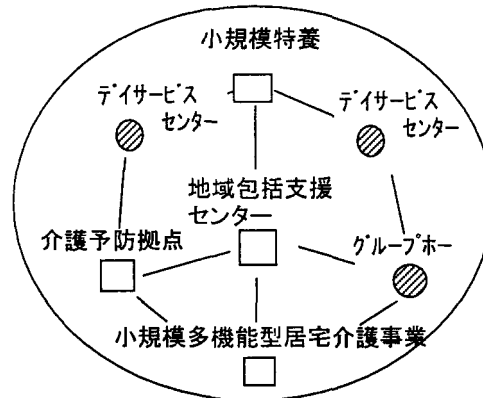 小規模特養
デイサービス
センター
デイサービス
センター
地域包括支援
センター
介護予防拠点
グループホー
小規模多機能型居宅介護事業